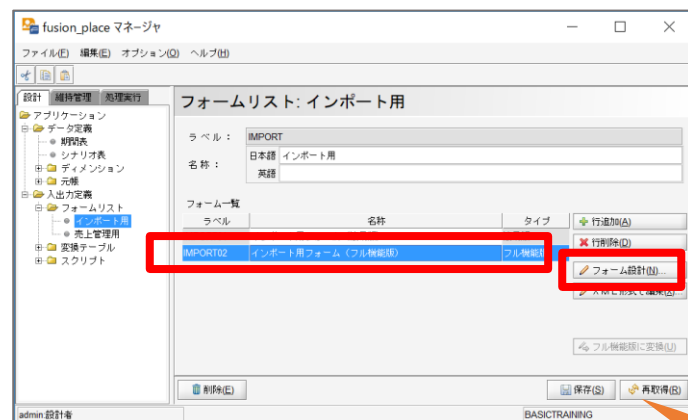 fusion_place マネージャ
ファイル(F) 編集(E) オプション(O) ヘルプ(H)
設計 維持管理 処理実行
アプリケーション
データ定義
期間表
シナリオ表
ディメンション
元帳
入出力定義
フォームリスト
インポート用
売上管理用
変換テーブル
スクリプト
フォームリスト: インポート用
ラベル: IMPORT
名称: 日本語 インポート用
英語
フォーム一覧
ラベル 名称 タイプ
IMPORT02 インポート用フォーム（フル機能版） フル機能版
行追加(A)
行削除(D)
フォーム設計(N)...
フル機能版に変換(U)
削除(E) 保存(S) 再取得(R)
admin:設計者 BASICTRAINING